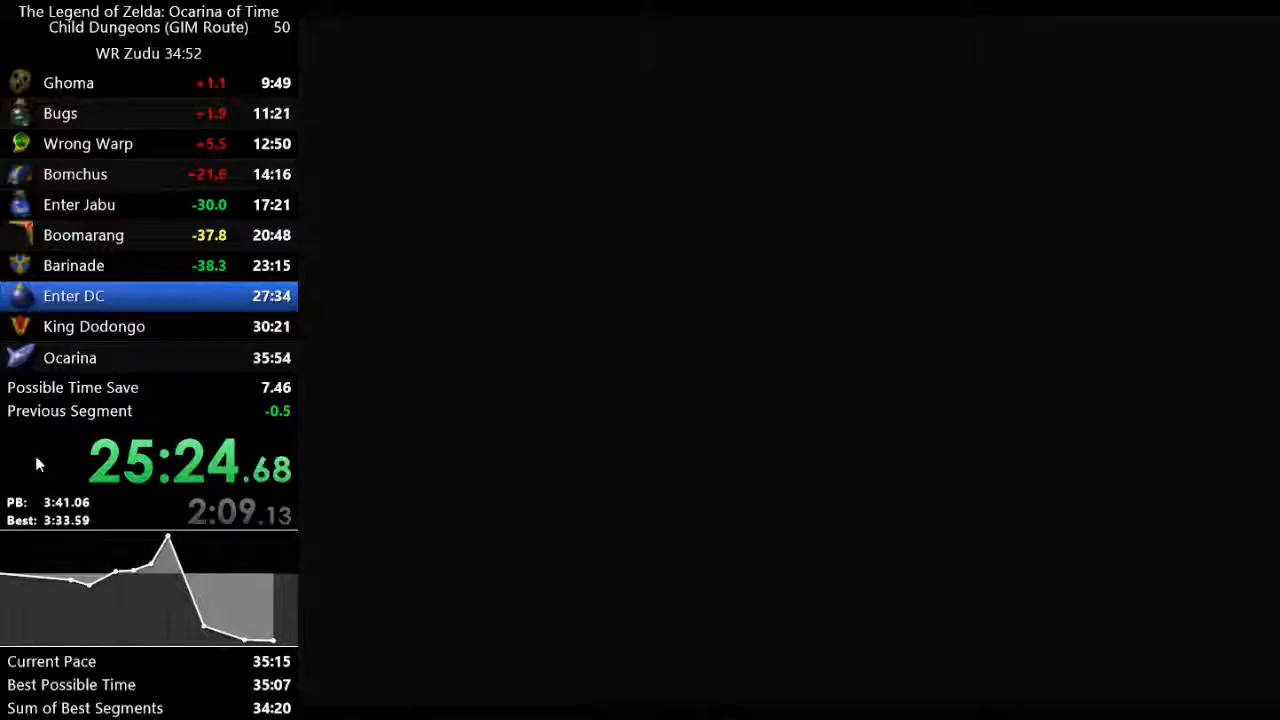 The Legend of Zelda: Ocarina of Time
Child Dungeons (GIM Route) 50
WR Zudu 34:52
Ghoma +1.1 9:49
Bugs +1.9 11:21
Wrong Warp +5.5 12:50
Bomchus +21.6 14:16
Enter Jabu -30.0 17:21
Boomarang -37.8 20:48
Barinade -38.3 23:15
Enter DC 27:34
King Dodongo 30:21
Ocarina 35:54
Possible Time Save 7.46
Previous Segment -0.5
25:24.68
PB: 3:41.06
Best: 3:33.59 2:09.13
Current Pace 35:15
Best Possible Time 35:07
Sum of Best Segments 34:20